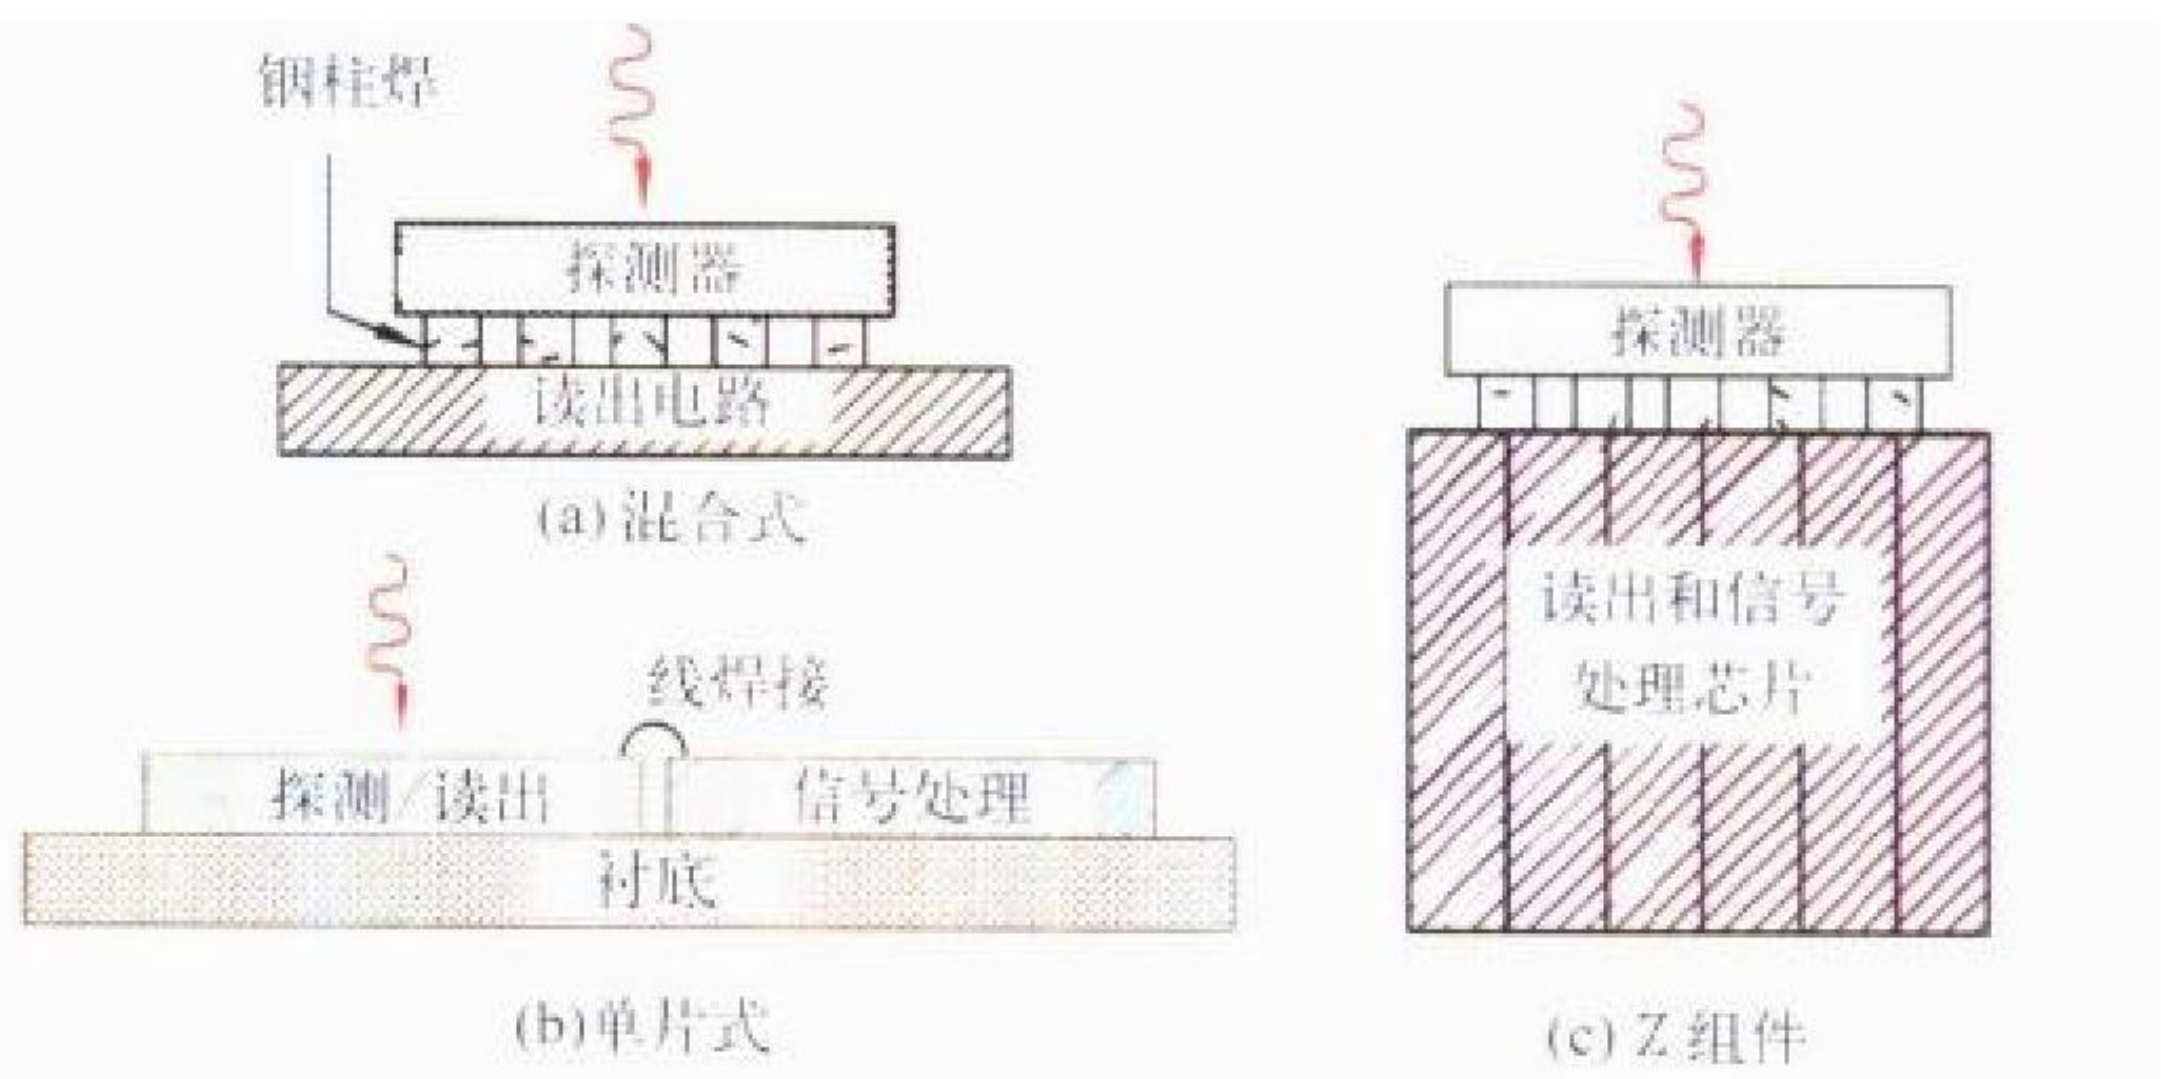 铟柱焊
探测器
读出电路
(a)混合式
线焊接
探测/读出
信号处理
衬底
(b)单片式
探测器
读出和信号
处理芯片
(c)Z组件